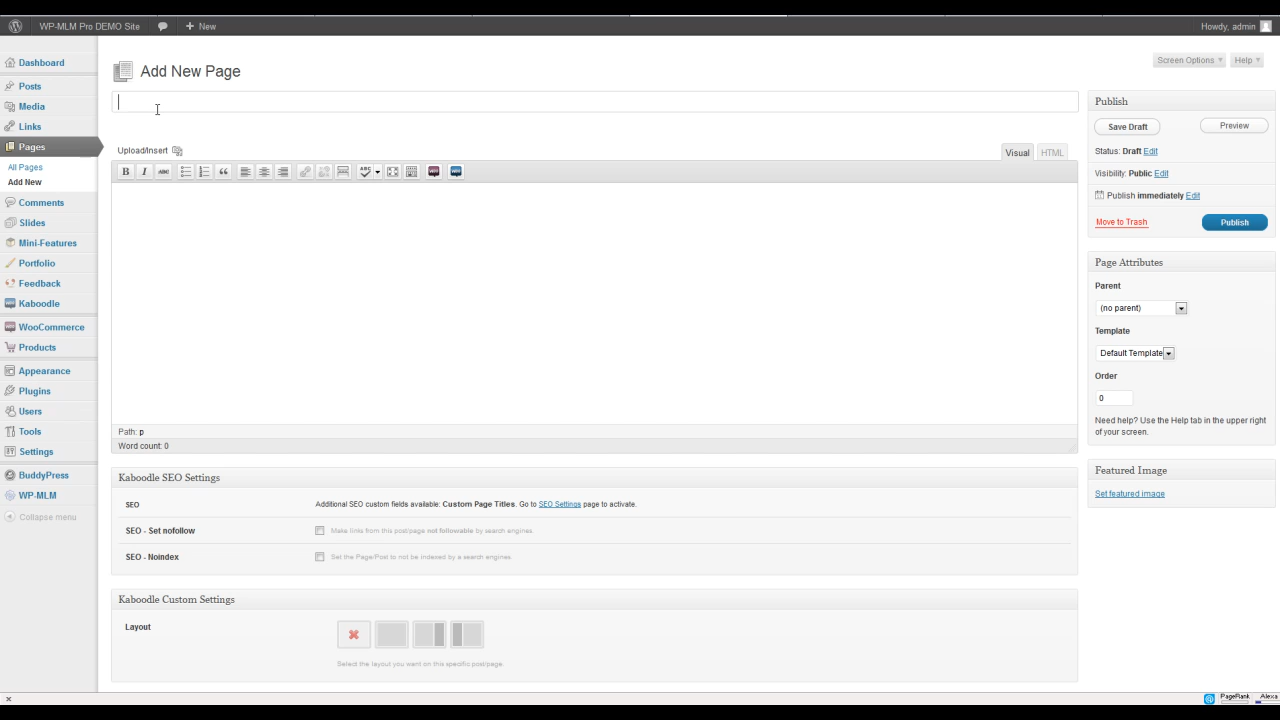 WP-MLM Pro DEMO Site
+ New
Howdy, admin
Dashboard
Posts
Media
Links
Pages
All Pages
Add New
Comments
Slides
Mini-Features
Portfolio
Feedback
Kaboodle
WooCommerce
Products
Appearance
Plugins
Users
Tools
Settings
BuddyPress
WP-MLM
Collapse menu
Add New Page
Screen Options
Help
Upload/Insert
Visual
HTML
B I ABC
ABC
Path: p
Word count: 0
Kaboodle SEO Settings
SEO
Additional SEO custom fields available: Custom Page Titles. Go to SEO Settings page to activate.
SEO - Set nofollow
Make links from this post/page not followable by search engines.
SEO - Noindex
Set the Page/Post to not be indexed by a search engines.
Kaboodle Custom Settings
Layout
Select the layout you want on this specific post/page.
Publish
Save Draft
Preview
Status: Draft Edit
Visibility: Public Edit
Publish immediately Edit
Move to Trash
Publish
Page Attributes
Parent
(no parent)
Template
Default Template
Order
0
Need help? Use the Help tab in the upper right
of your screen.
Featured Image
Set featured image
PageRank
Alexa